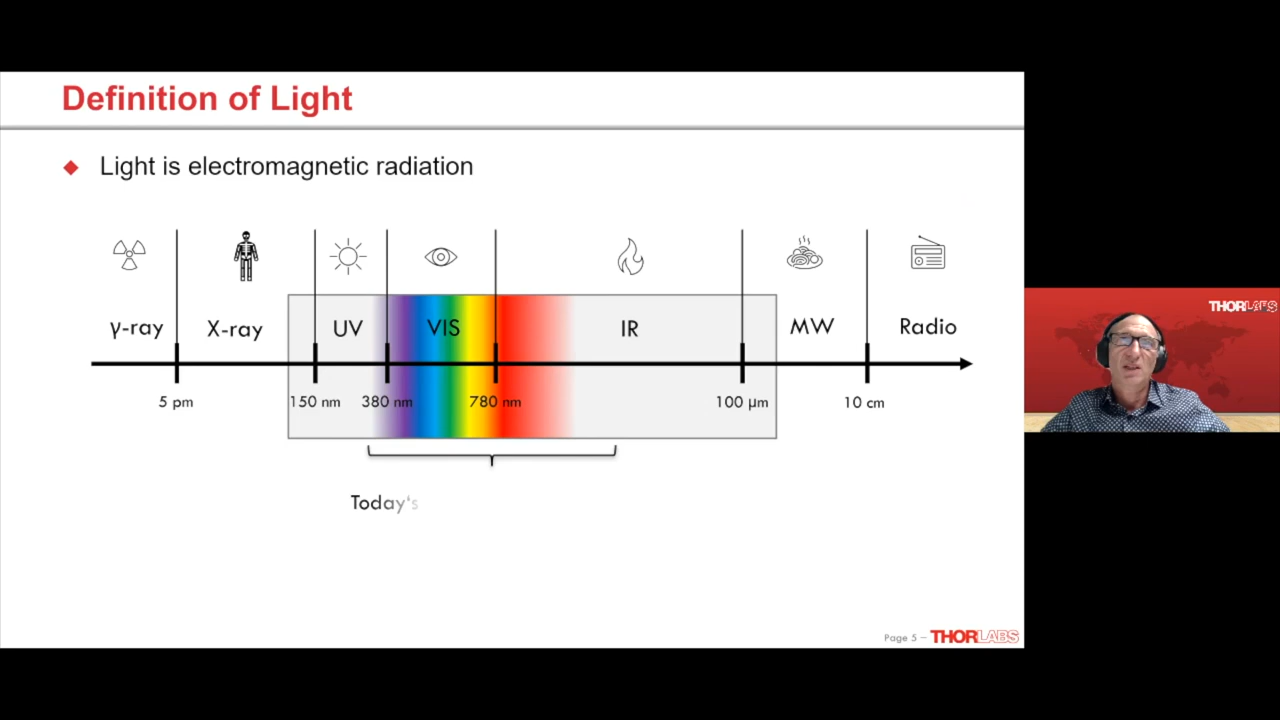 Definition of Light
Light is electromagnetic radiation
γ-ray X-ray UV VIS IR MW Radio
5 pm 150 nm 380 nm 780 nm 100 µm 10 cm
Today's
Page 5 – THORLABS
THORLABS